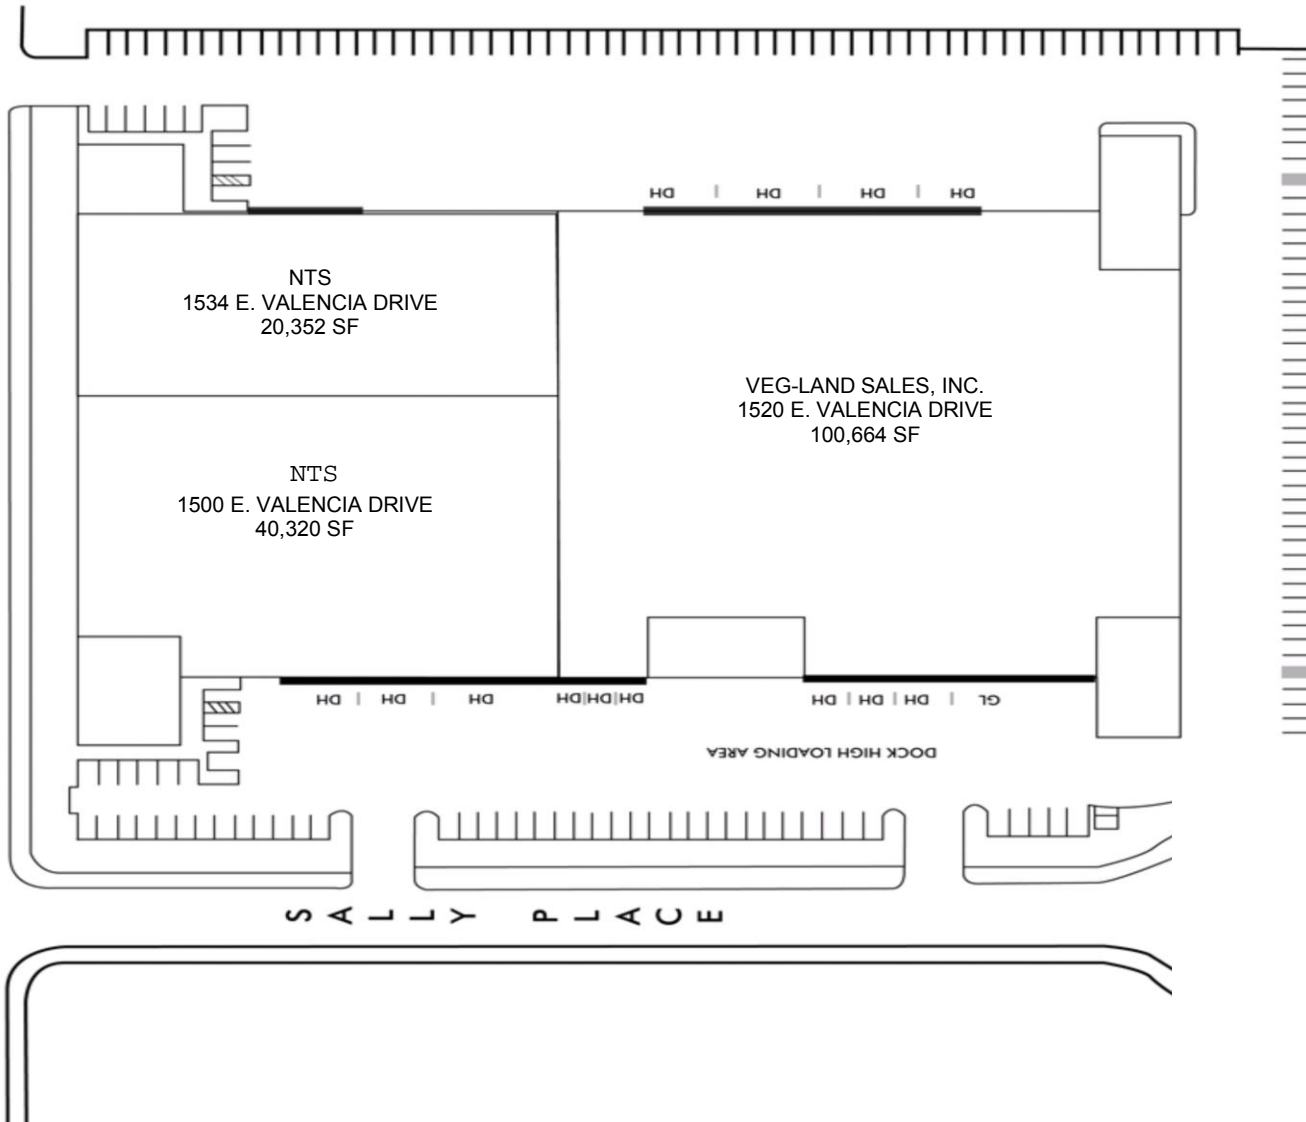 DH | DH | DH | DH
NTS
1534 E. VALENCIA DRIVE
20,352 SF
VEG-LAND SALES, INC.
1520 E. VALENCIA DRIVE
100,664 SF
NTS
1500 E. VALENCIA DRIVE
40,320 SF
DH | DH | DH DH|DH|DH DH | DH | DH | GL
DOCK HIGH LOADING AREA
SALLY PLACE